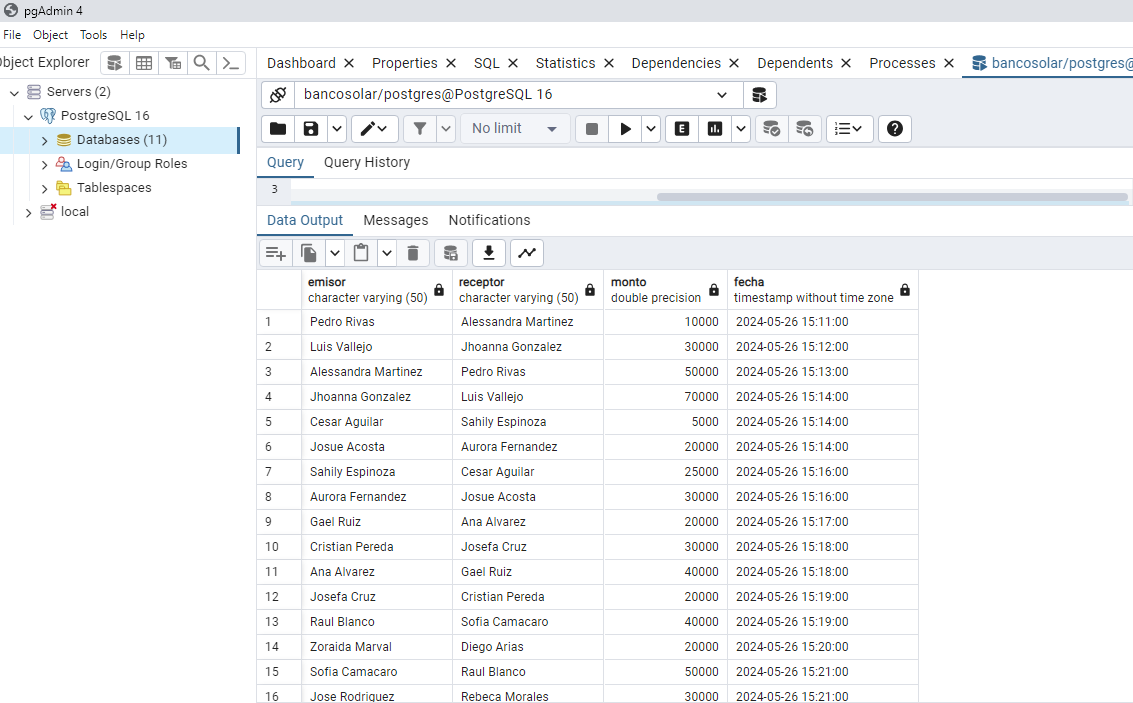 pgAdmin 4
File Object Tools Help
bject Explorer
Dashboard Properties SQL Statistics Dependencies Dependents Processes bancosolar/postgres@
Servers (2)
PostgreSQL 16
Databases (11)
Login/Group Roles
Tablespaces
local
bancosolar/postgres@PostgreSQL 16
No limit
E
Query Query History
3
Data Output Messages Notifications
emisor receptor monto fecha
character varying (50) character varying (50) double precision timestamp without time zone
1 Pedro Rivas Alessandra Martinez 10000 2024-05-26 15:11:00
2 Luis Vallejo Jhoanna Gonzalez 30000 2024-05-26 15:12:00
3 Alessandra Martinez Pedro Rivas 50000 2024-05-26 15:13:00
4 Jhoanna Gonzalez Luis Vallejo 70000 2024-05-26 15:14:00
5 Cesar Aguilar Sahily Espinoza 5000 2024-05-26 15:14:00
6 Josue Acosta Aurora Fernandez 20000 2024-05-26 15:14:00
7 Sahily Espinoza Cesar Aguilar 25000 2024-05-26 15:16:00
8 Aurora Fernandez Josue Acosta 30000 2024-05-26 15:16:00
9 Gael Ruiz Ana Alvarez 20000 2024-05-26 15:17:00
10 Cristian Pereda Josefa Cruz 30000 2024-05-26 15:18:00
11 Ana Alvarez Gael Ruiz 40000 2024-05-26 15:18:00
12 Josefa Cruz Cristian Pereda 20000 2024-05-26 15:19:00
13 Raul Blanco Sofia Camacaro 40000 2024-05-26 15:19:00
14 Zoraida Marval Diego Arias 20000 2024-05-26 15:20:00
15 Sofia Camacaro Raul Blanco 50000 2024-05-26 15:21:00
16 Jose Rodriguez Rebeca Morales 30000 2024-05-26 15:21:00